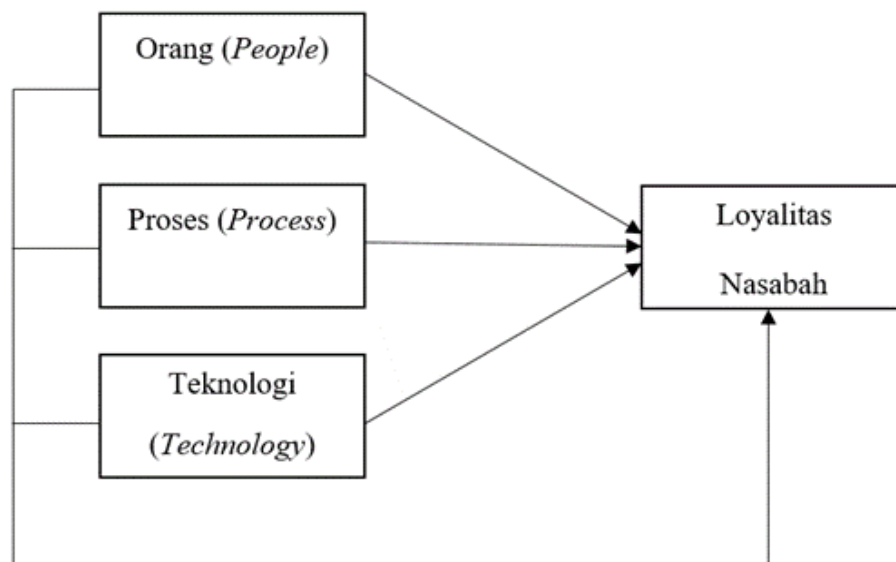 Orang (People)
Proses (Process)
Teknologi
(Technology)
Loyalitas
Nasabah